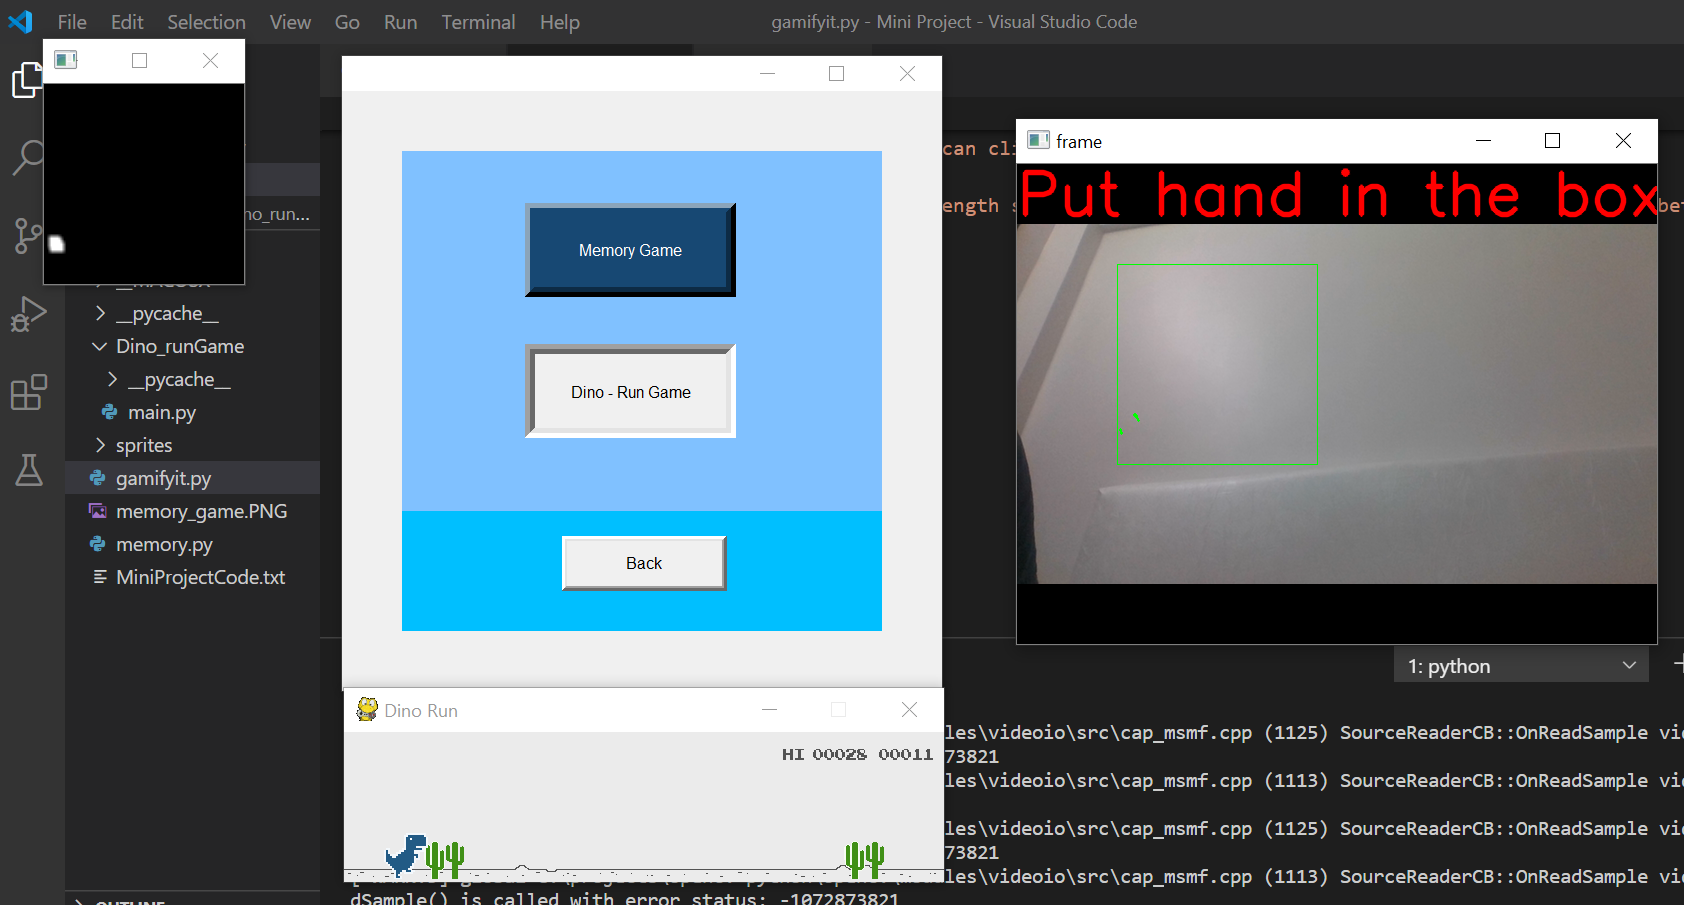 File Edit Selection View Go Run Terminal Help
gamifyit.py - Mini Project - Visual Studio Code
can cli
ength
no_run...
__pycache__
Dino_runGame
__pycache__
main.py
sprites
gamifyit.py
memory_game.PNG
memory.py
MiniProjectCode.txt
Memory Game
Dino - Run Game
Back
frame
Put hand in the box
1: python
Dino Run
HI 00028 00011
les\videoio\src\cap_msmf.cpp (1125) SourceReaderCB::OnReadSample vi
73821
les\videoio\src\cap_msmf.cpp (1113) SourceReaderCB::OnReadSample vi
les\videoio\src\cap_msmf.cpp (1125) SourceReaderCB::OnReadSample vi
73821
les\videoio\src\cap_msmf.cpp (1113) SourceReaderCB::OnReadSample vi
dSample() is called with error status: -1072873821
OUTLINE